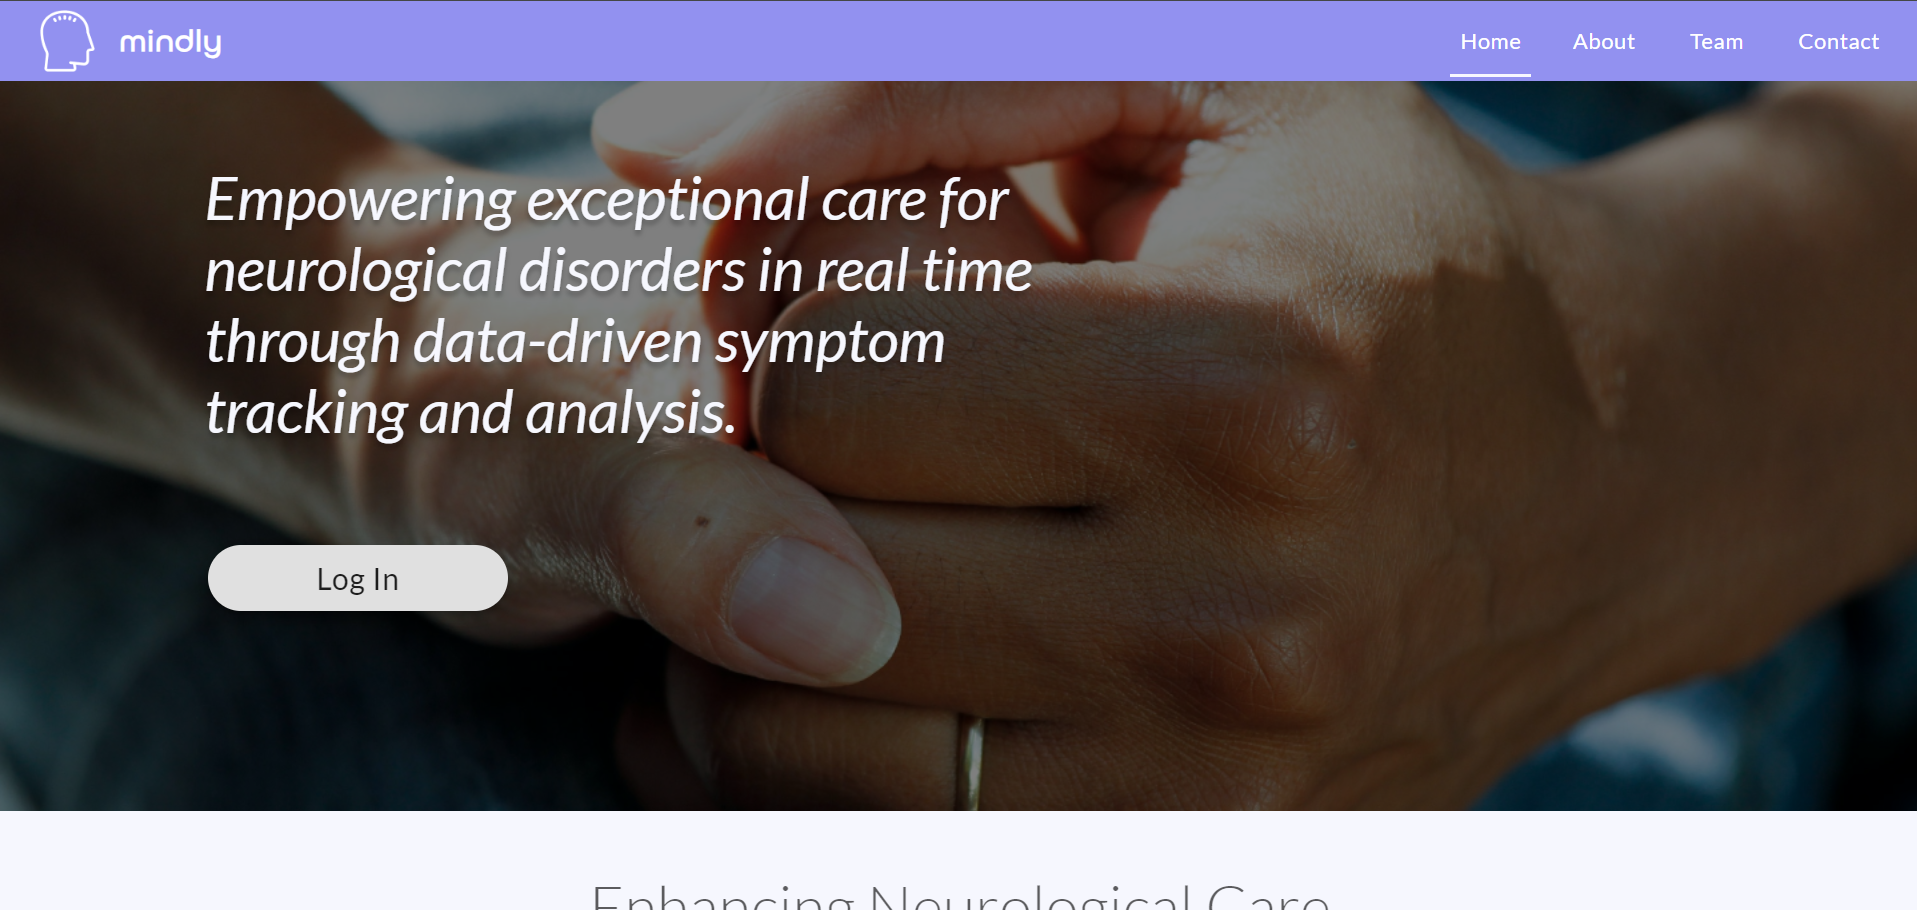 mindly
Home About Team Contact
Empowering exceptional care for
neurological disorders in real time
through data-driven symptom
tracking and analysis.
Log In
Enhancing Neurological Care